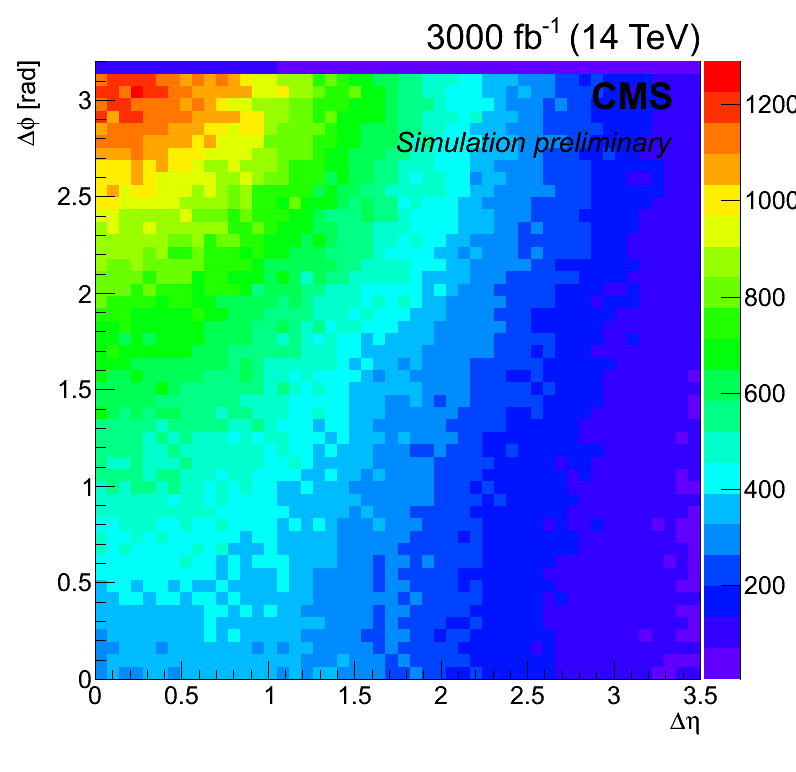 3000 fb-1 (14 TeV)
CMS
Simulation preliminary
Δϕ [rad]
3
2.5
2
1.5
1
0.5
0
0 0.5 1 1.5 2 2.5 3 3.5
Δη
1200
1000
800
600
400
200